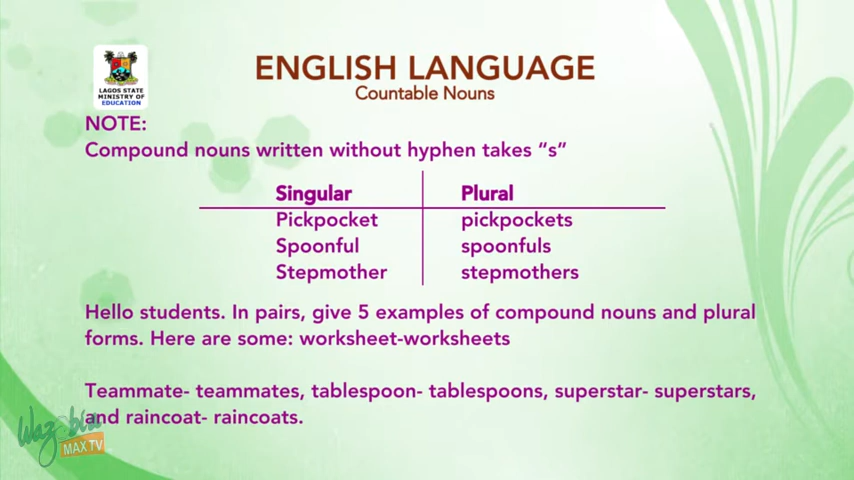 LAGOS STATE
MINISTRY OF
EDUCATION
ENGLISH LANGUAGE
Countable Nouns
NOTE:
Compound nouns written without hyphen takes “s”
Singular Plural
Pickpocket pickpockets
Spoonful spoonfuls
Stepmother stepmothers
Hello students. In pairs, give 5 examples of compound nouns and plural
forms. Here are some: worksheet-worksheets
Teammate- teammates, tablespoon- tablespoons, superstar- superstars,
and raincoat- raincoats.
Wazobia
MAX TV